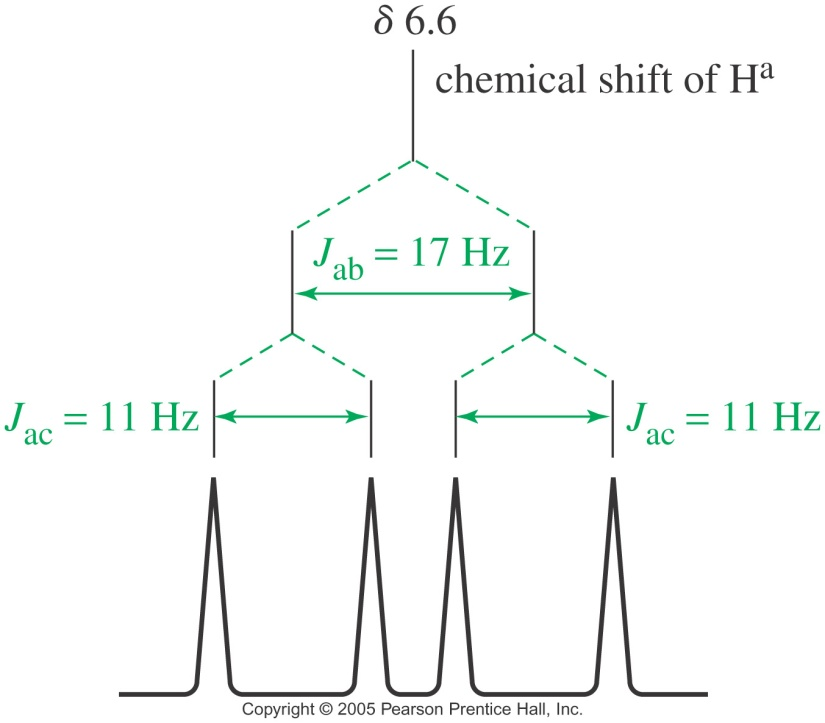 δ 6.6
chemical shift of Hᵃ
J_ab = 17 Hz
J_ac = 11 Hz
J_ac = 11 Hz
Copyright © 2005 Pearson Prentice Hall, Inc.